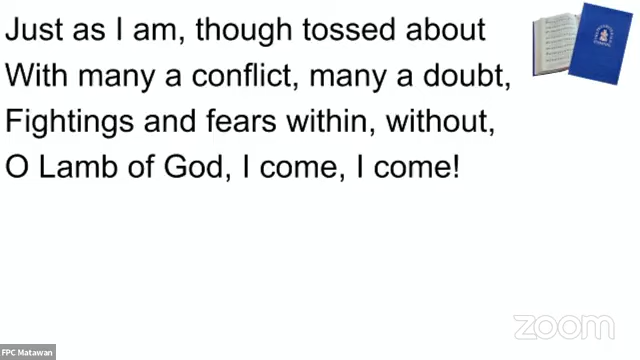 Just as I am, though tossed about
With many a conflict, many a doubt,
Fightings and fears within, without,
O Lamb of God, I come, I come!
zoom
FPC Matawan